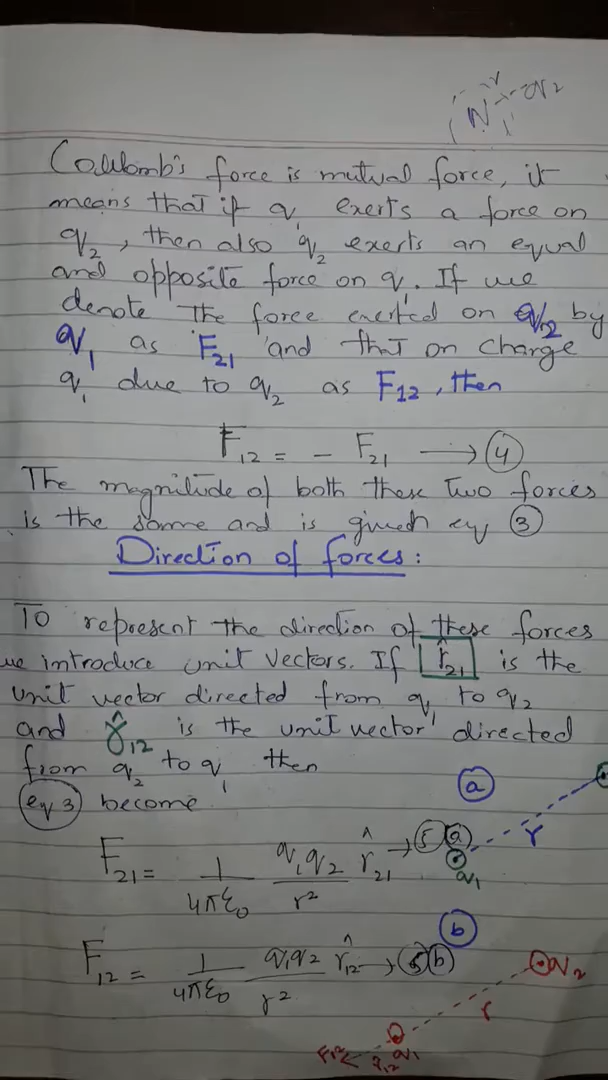 Coulomb's force is mutual force, it
means that if q₁ exerts a force on
q₂, then also q₂ exerts an equal
and opposite force on q₁. If we
denote the force exerted on q₂ by
q₁ as F₂₁ and that on charge
q₁ due to q₂ as F₁₂, then
F₁₂ = - F₂₁ → ④
The magnitude of both these two forces
is the same and is given eq ③
Direction of forces:
To represent the direction of these forces
we introduce unit vectors. If r̂₂₁ is the
unit vector directed from q₁ to q₂
and r̂₁₂ is the unit vector directed
from q₂ to q₁ then
eq 3 become
ⓐ
r
q₁
F₂₁ = 1/4πε₀ q₁q₂/r² r̂₂₁ → ⑤ⓐ
ⓑ
F₁₂ = 1/4πε₀ q₁q₂/r² r̂₁₂ → ⑤ⓑ
q₂
r
q₁
F₁₂ r̂₁₂